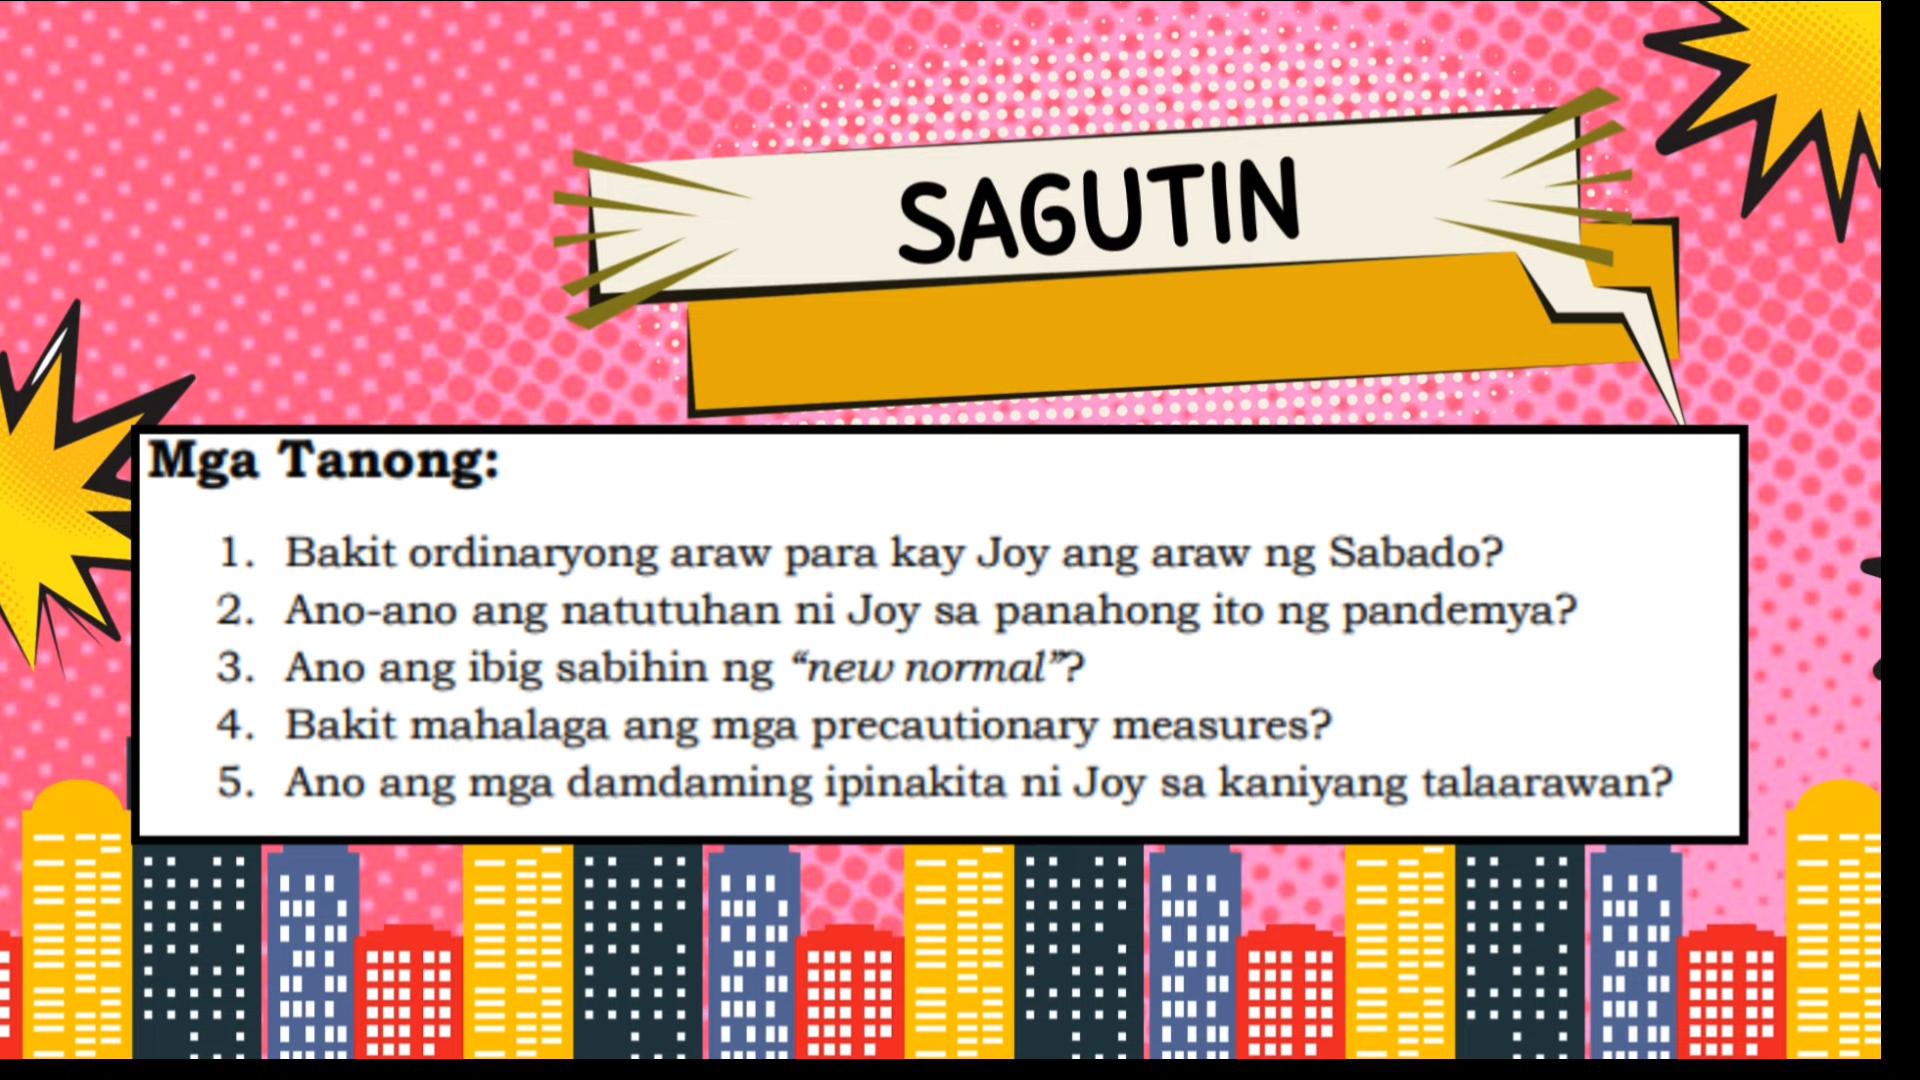 SAGUTIN
Mga Tanong:
1. Bakit ordinaryong araw para kay Joy ang araw ng Sabado?
2. Ano-ano ang natutuhan ni Joy sa panahong ito ng pandemya?
3. Ano ang ibig sabihin ng “new normal”?
4. Bakit mahalaga ang mga precautionary measures?
5. Ano ang mga damdaming ipinakita ni Joy sa kaniyang talaarawan?